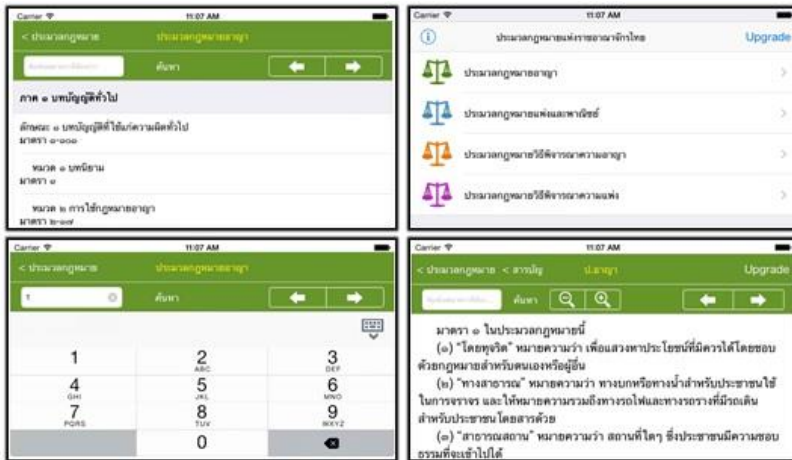 Carrier 11:07 AM
< ประมวลกฎหมาย ประมวลกฎหมายอาญา
ค้นหา
ภาค ๑ บทบัญญัติทั่วไป
ลักษณะ ๑ บทบัญญัติที่ใช้แก่ความผิดทั่วไป
มาตรา ๑-๑๐๑
หมวด ๑ บทนิยาม
มาตรา ๑
หมวด ๒ การใช้กฎหมายอาญา
มาตรา ๒-๑๗
Carrier 11:07 AM
ประมวลกฎหมายแห่งราชอาณาจักรไทย Upgrade
ประมวลกฎหมายอาญา
ประมวลกฎหมายแพ่งและพาณิชย์
ประมวลกฎหมายวิธีพิจารณาความอาญา
ประมวลกฎหมายวิธีพิจารณาความแพ่ง
Carrier 11:07 AM
< ประมวลกฎหมาย ประมวลกฎหมายอาญา
1 ค้นหา
1 2 3
ABC DEF
4 5 6
GHI JKL MNO
7 8 9
PQRS TUV WXYZ
0
Carrier 11:07 AM
< ประมวลกฎหมาย < สารบัญ ป.อาญา Upgrade
ค้นหา
มาตรา ๑ ในประมวลกฎหมายนี้
(๑) "โดยทุจริต" หมายความว่า เพื่อแสวงหาประโยชน์ที่มิควรได้โดยชอบ
ด้วยกฎหมายสำหรับตนเองหรือผู้อื่น
(๒) "ทางสาธารณ" หมายความว่า ทางบกหรือทางน้ำสำหรับประชาชนใช้
ในการจราจร และให้หมายความรวมถึงทางรถไฟและทางรถรางที่มีรถเดิน
สำหรับประชาชนโดยสารด้วย
(๓) "สาธารณสถาน" หมายความว่า สถานที่ใดๆ ซึ่งประชาชนมีความชอบ
ธรรมที่จะเข้าไปได้